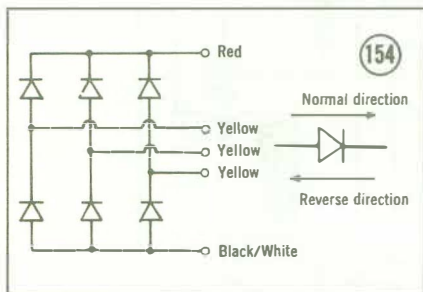 Red
154
Normal direction
Yellow
Yellow
Yellow
Reverse direction
Black/White